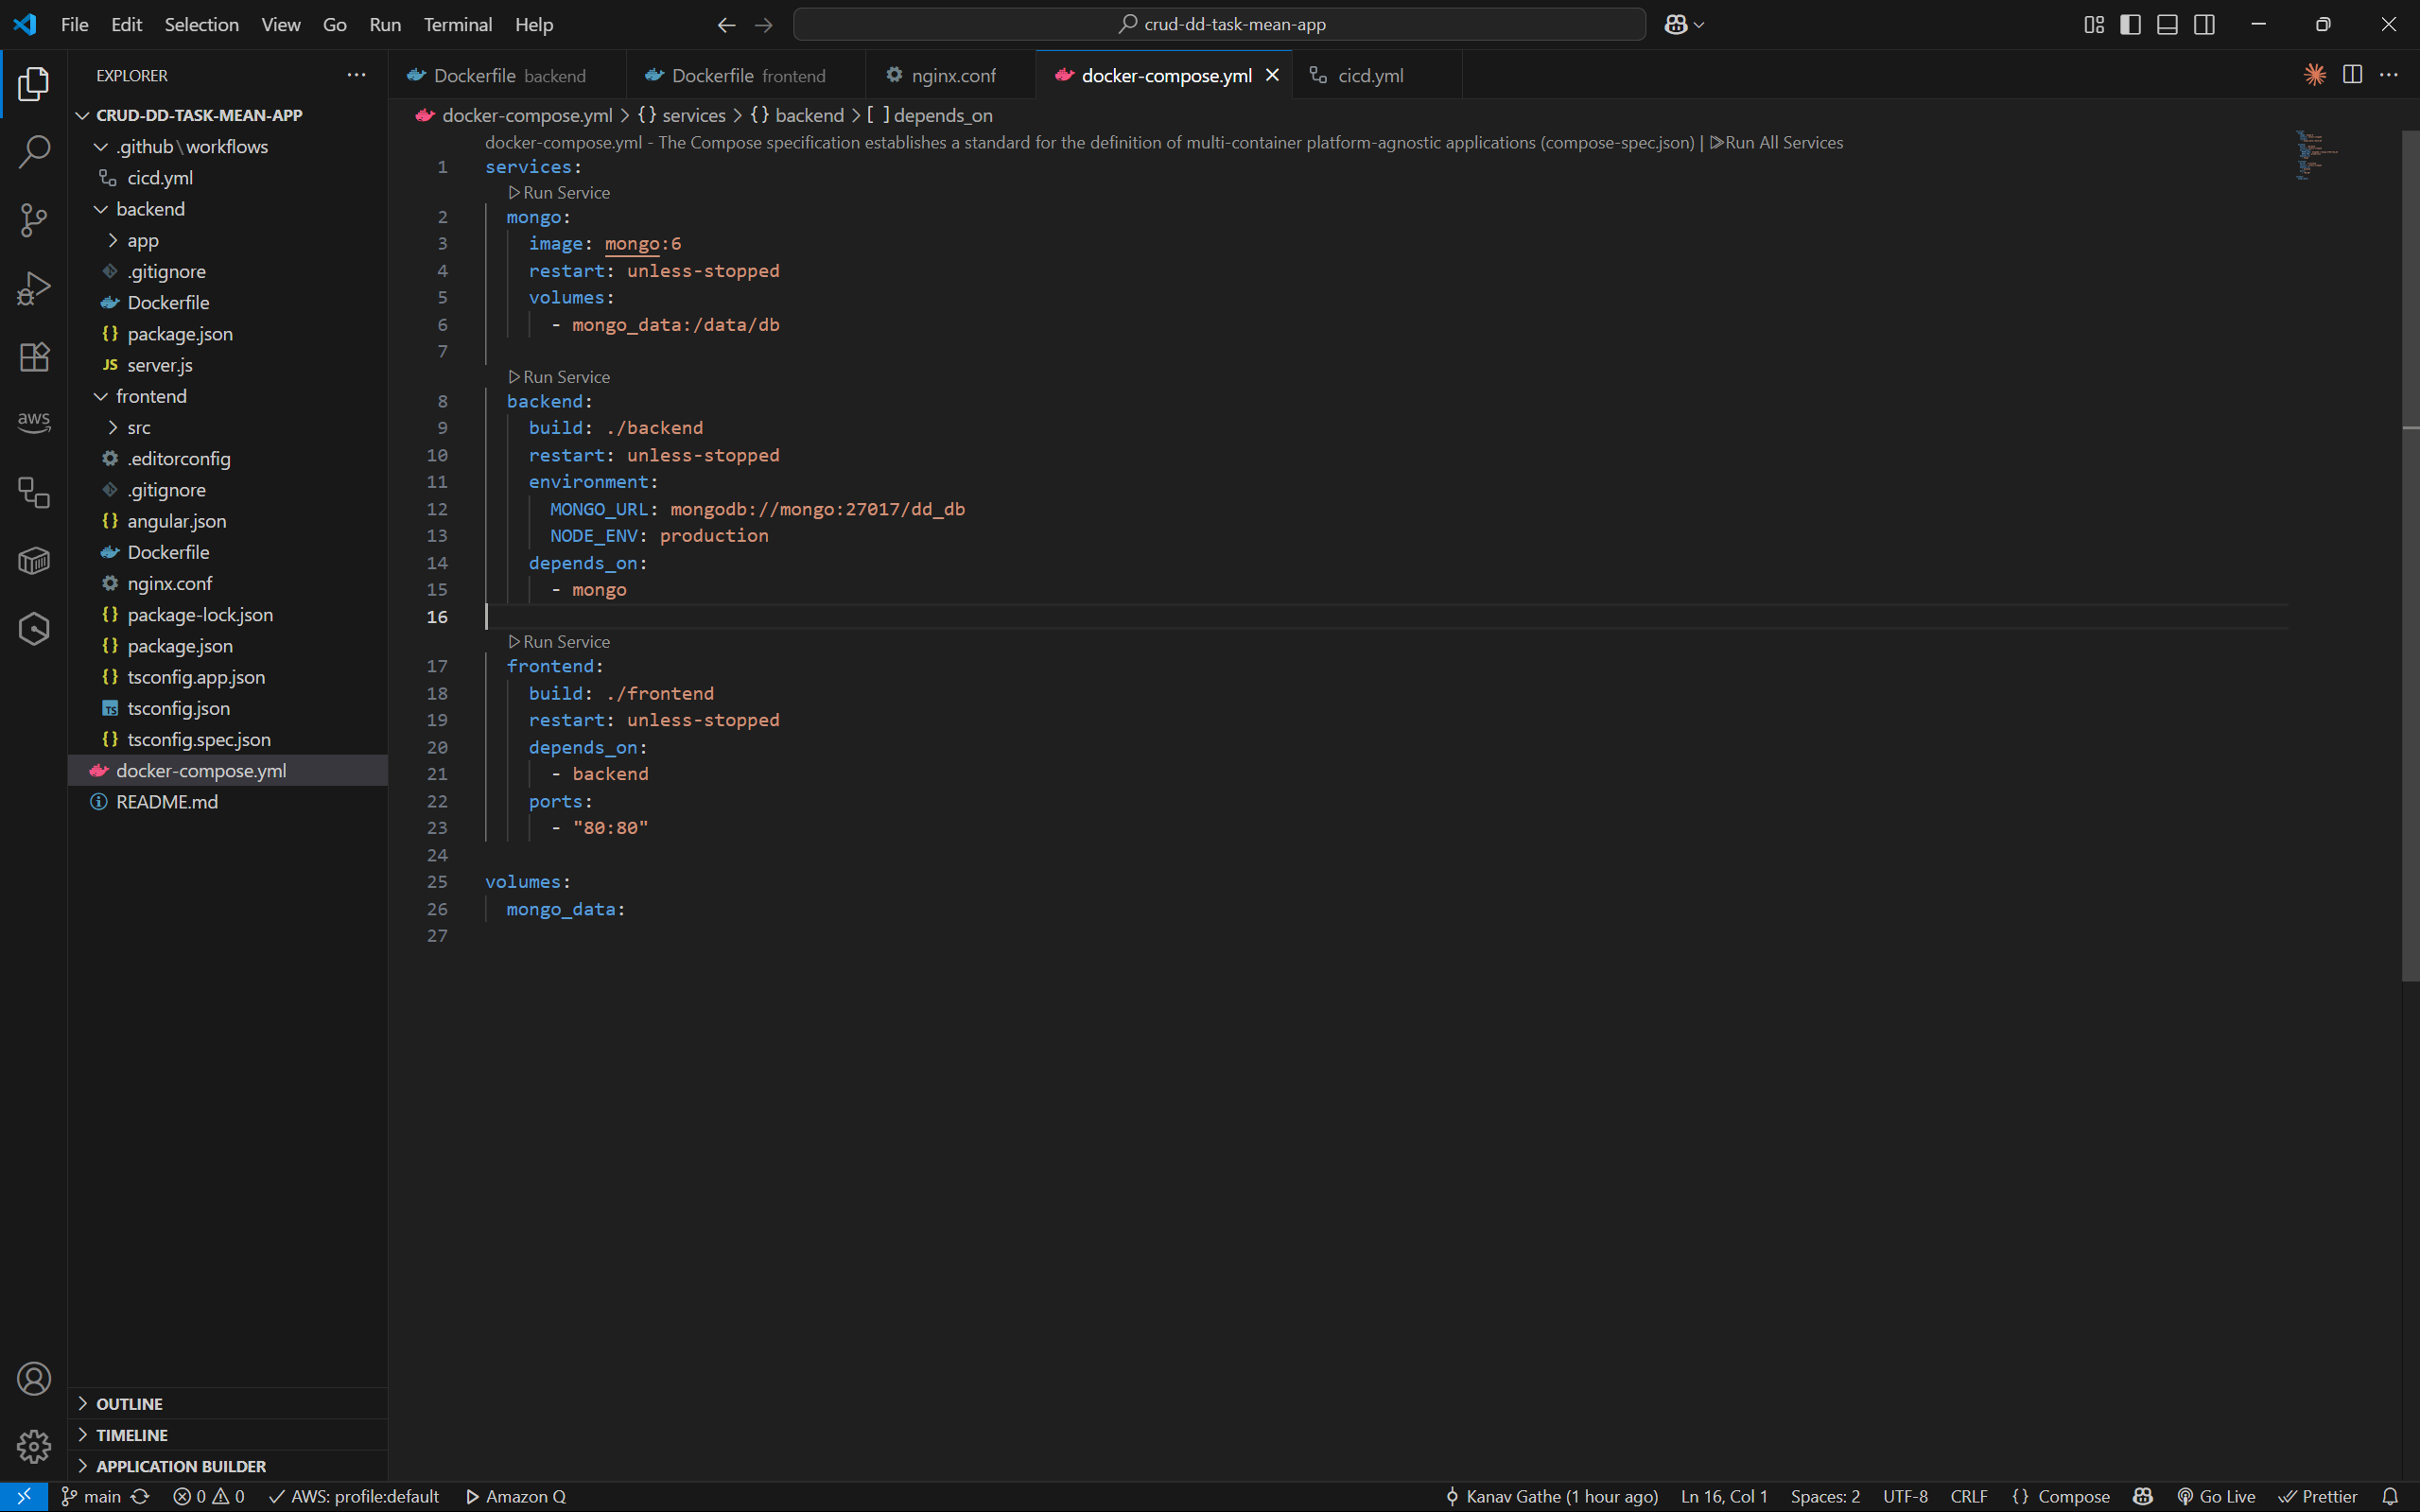 File Edit Selection View Go Run Terminal Help
crud-dd-task-mean-app
EXPLORER
CRUD-DD-TASK-MEAN-APP
.github\workflows
cicd.yml
backend
app
.gitignore
Dockerfile
{} package.json
JS server.js
frontend
src
.editorconfig
.gitignore
{} angular.json
Dockerfile
nginx.conf
{} package-lock.json
{} package.json
{} tsconfig.app.json
TS tsconfig.json
{} tsconfig.spec.json
docker-compose.yml
README.md
OUTLINE
TIMELINE
APPLICATION BUILDER
aws
Dockerfile backend
Dockerfile frontend
nginx.conf
docker-compose.yml
cicd.yml
docker-compose.yml > {} services > {} backend > [ ] depends_on
docker-compose.yml - The Compose specification establishes a standard for the definition of multi-container platform-agnostic applications (compose-spec.json) | Run All Services
1 services:
Run Service
2 mongo:
3 image: mongo:6
4 restart: unless-stopped
5 volumes:
6 - mongo_data:/data/db
7
Run Service
8 backend:
9 build: ./backend
10 restart: unless-stopped
11 environment:
12 MONGO_URL: mongodb://mongo:27017/dd_db
13 NODE_ENV: production
14 depends_on:
15 - mongo
16
Run Service
17 frontend:
18 build: ./frontend
19 restart: unless-stopped
20 depends_on:
21 - backend
22 ports:
23 - "80:80"
24
25 volumes:
26 mongo_data:
27
main 0 0 AWS: profile:default Amazon Q Kanav Gathe (1 hour ago) Ln 16, Col 1 Spaces: 2 UTF-8 CRLF {} Compose Go Live Prettier